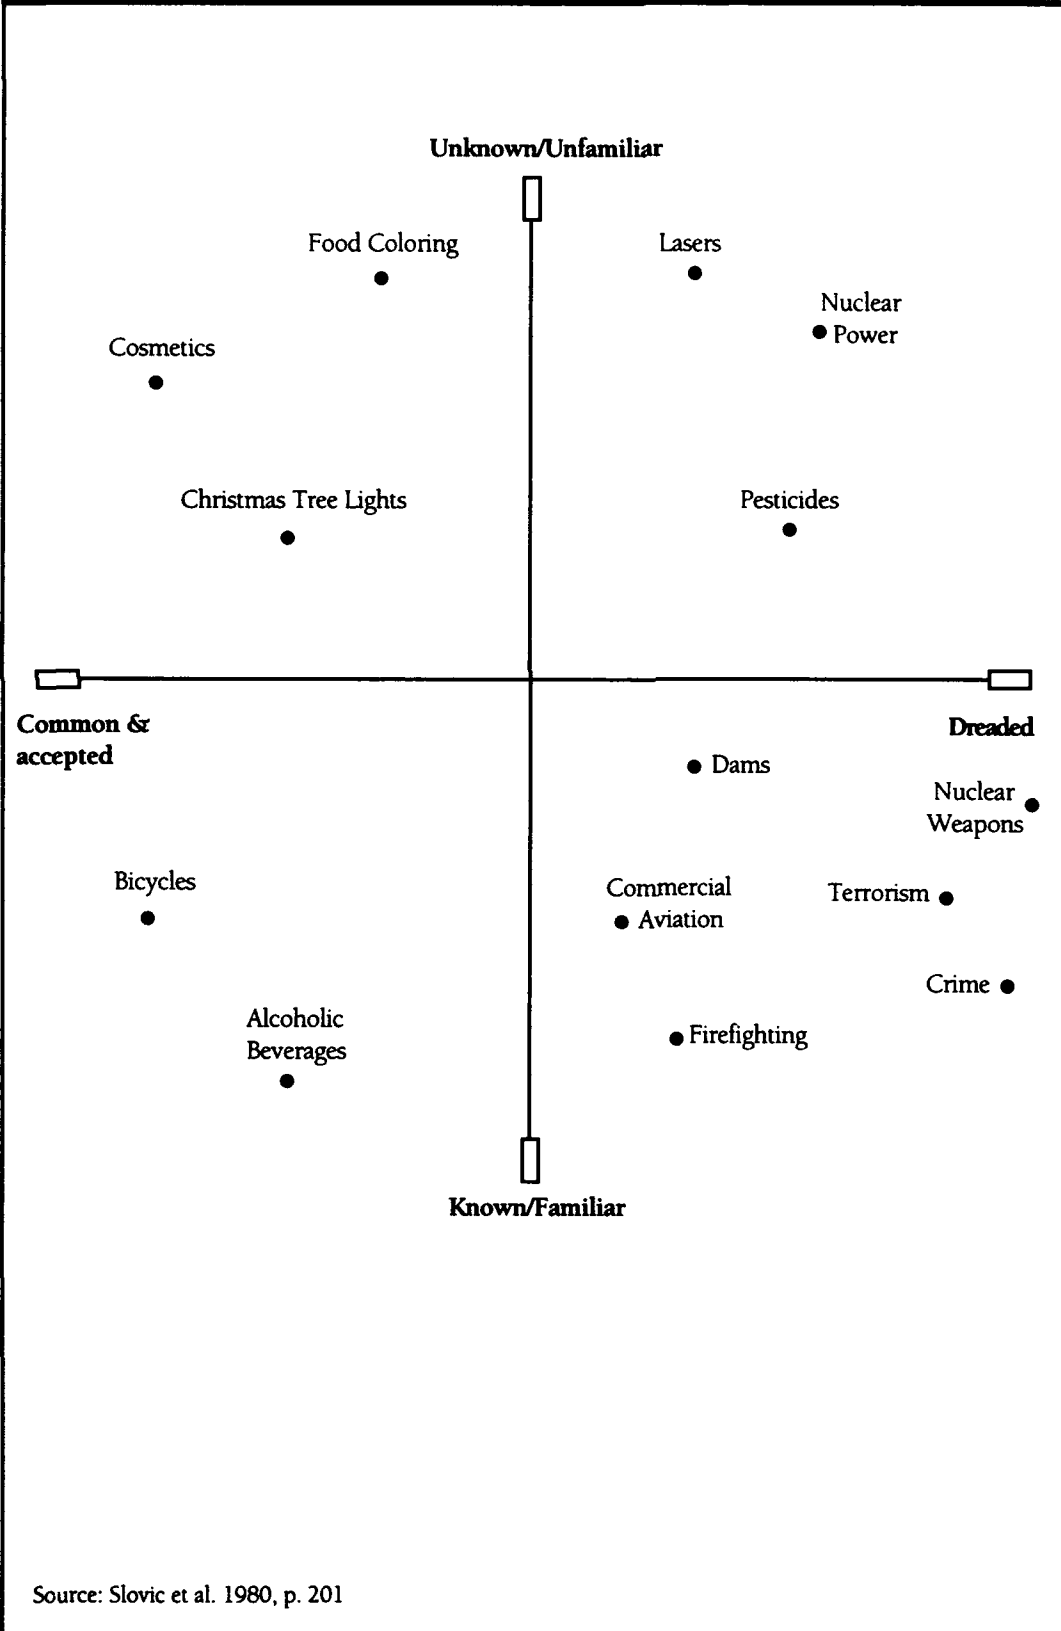 Unknown/Unfamiliar
Food Coloring
Lasers
Nuclear
Power
Cosmetics
Christmas Tree Lights
Pesticides
Common &
accepted
Dreaded
Dams
Nuclear
Weapons
Bicycles
Commercial
Aviation
Terrorism
Crime
Alcoholic
Beverages
Firefighting
Known/Familiar
Source: Slovic et al. 1980, p. 201